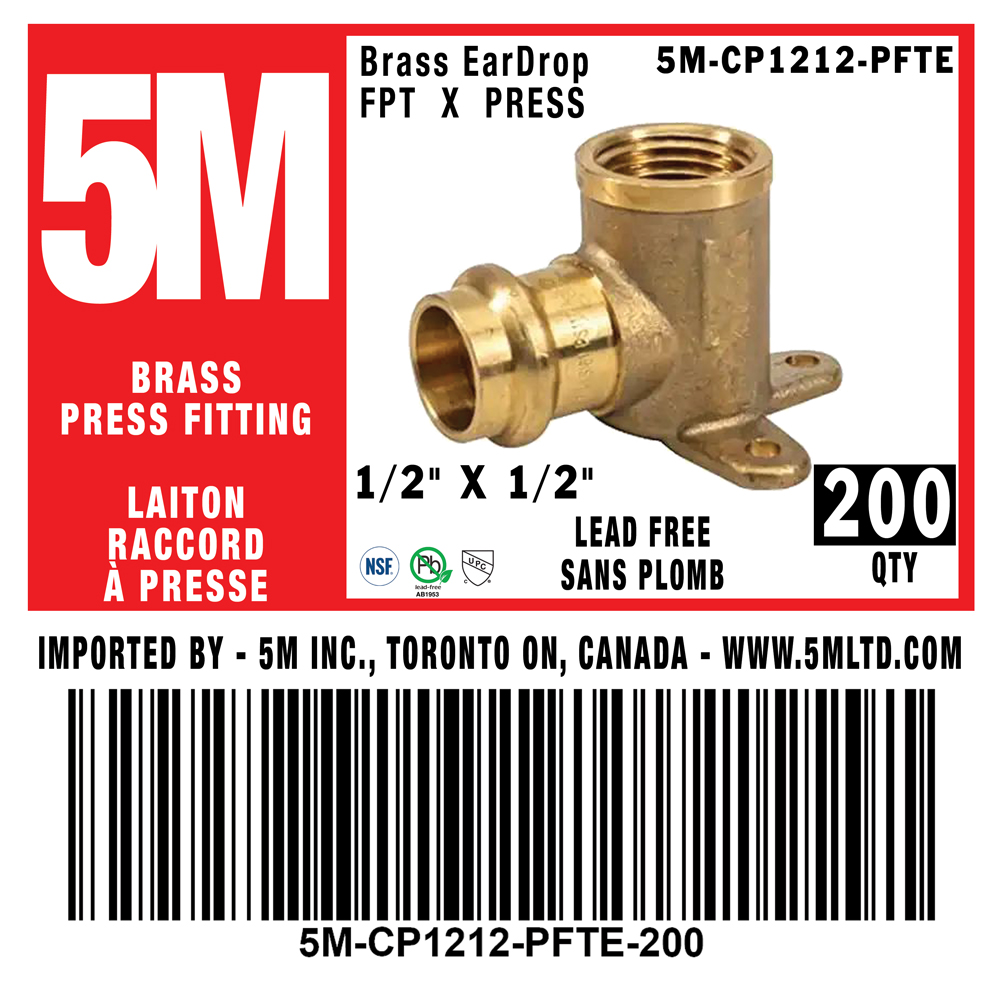 5M
BRASS
PRESS FITTING
LAITON
RACCORD
À PRESSE
Brass EarDrop
FPT X PRESS
5M-CP1212-PFTE
1/2" X 1/2"
LEAD FREE
SANS PLOMB
200
QTY
NSF
Pb
lead-free
AB1953
UPC
C
®
IMPORTED BY - 5M INC., TORONTO ON, CANADA - WWW.5MLTD.COM
5M-CP1212-PFTE-200